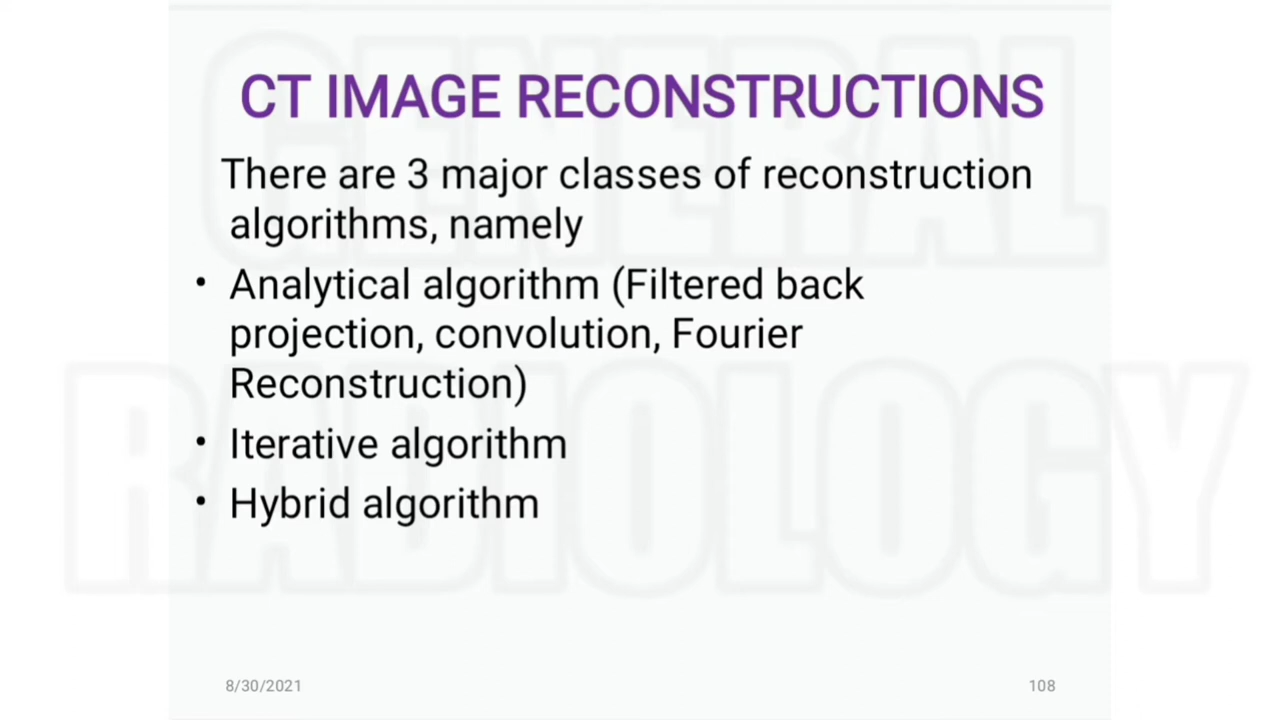 GENERAL
RADIOLOGY
CT IMAGE RECONSTRUCTIONS
There are 3 major classes of reconstruction
algorithms, namely
• Analytical algorithm (Filtered back
projection, convolution, Fourier
Reconstruction)
• Iterative algorithm
• Hybrid algorithm
8/30/2021
108